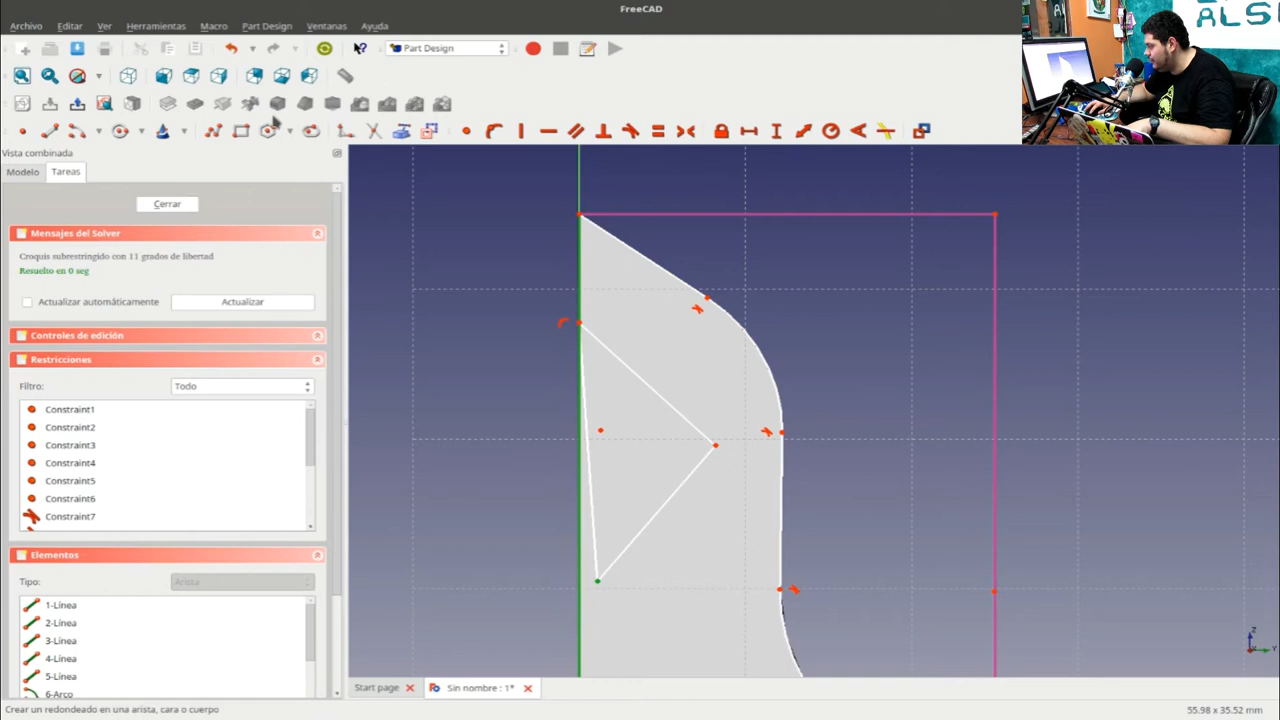 FreeCAD
Archivo Editar Ver Herramientas Macro Part Design Ventanas Ayuda
ALSI
Part Design
Vista combinada
Modelo Tareas
Cerrar
Mensajes del Solver
Croquis subrestringido con 11 grados de libertad
Resuelto en 0 seg
Actualizar automáticamente Actualizar
Controles de edición
Restricciones
Filtro: Todo
Constraint1
Constraint2
Constraint3
Constraint4
Constraint5
Constraint6
Constraint7
Elementos
Tipo: Arista
1-Línea
2-Línea
3-Línea
4-Línea
5-Línea
6-Arco
Z
Y
Start page Sin nombre : 1*
Crear un redondeado en una arista, cara o cuerpo 55.98 x 35.52 mm